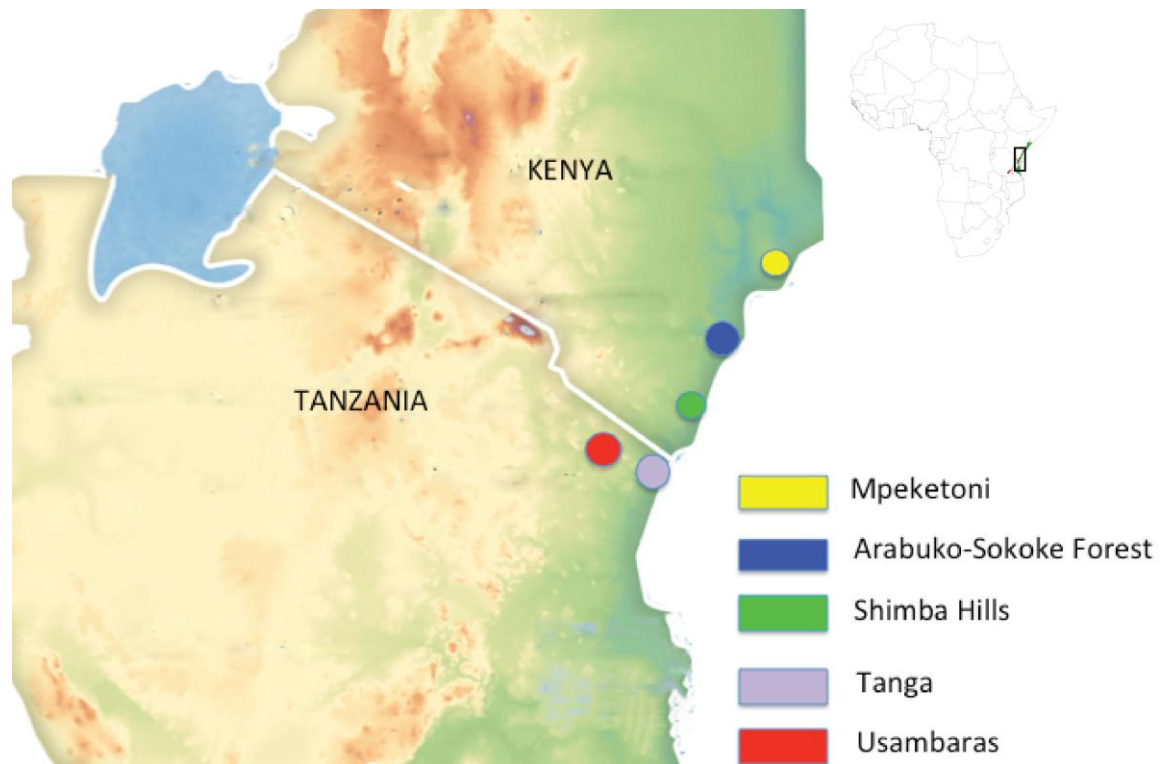 KENYA
TANZANIA
Mpeketoni
Arabuko-Sokoke Forest
Shimba Hills
Tanga
Usambaras